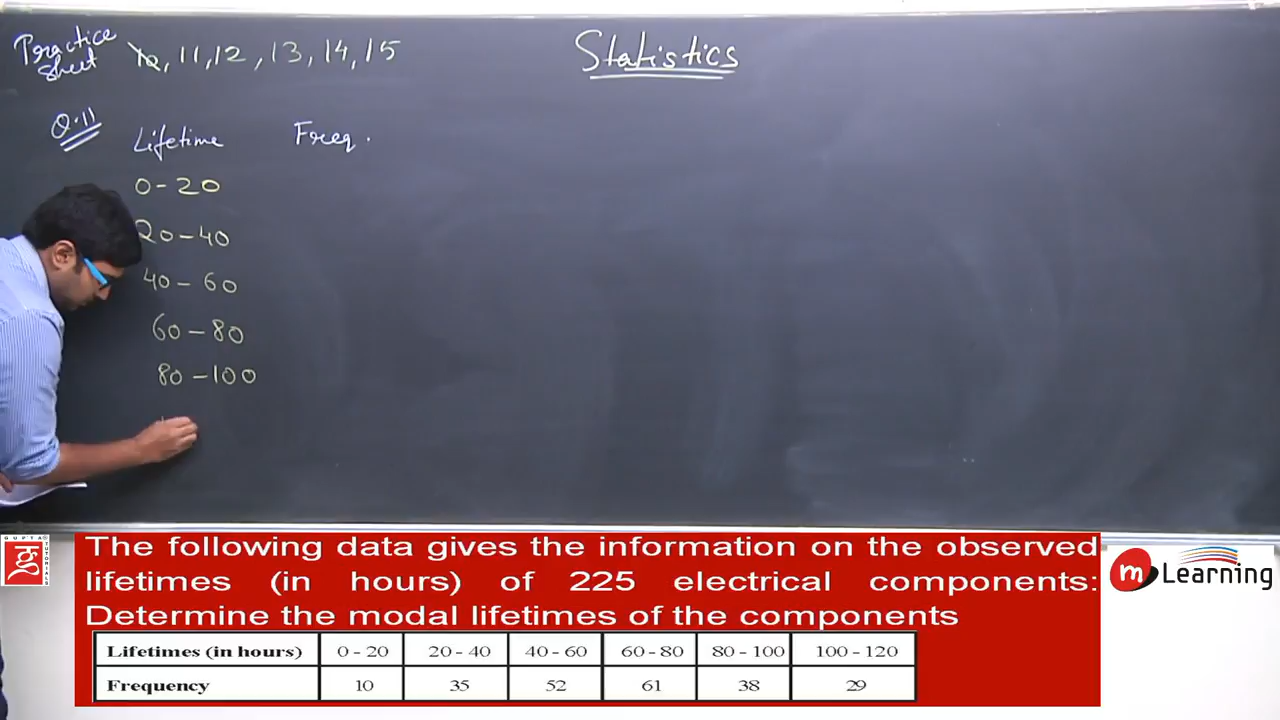 Practice Sheet 10, 11, 12, 13, 14, 15
Statistics
Q.11
Lifetime Freq.
0 - 20
20 - 40
40 - 60
60 - 80
80 - 100
GUPTA TUTORIALS
The following data gives the information on the observed
lifetimes (in hours) of 225 electrical components:
Determine the modal lifetimes of the components
Lifetimes (in hours) 0 - 20 20 - 40 40 - 60 60 - 80 80 - 100 100 - 120
Frequency 10 35 52 61 38 29
m Learning